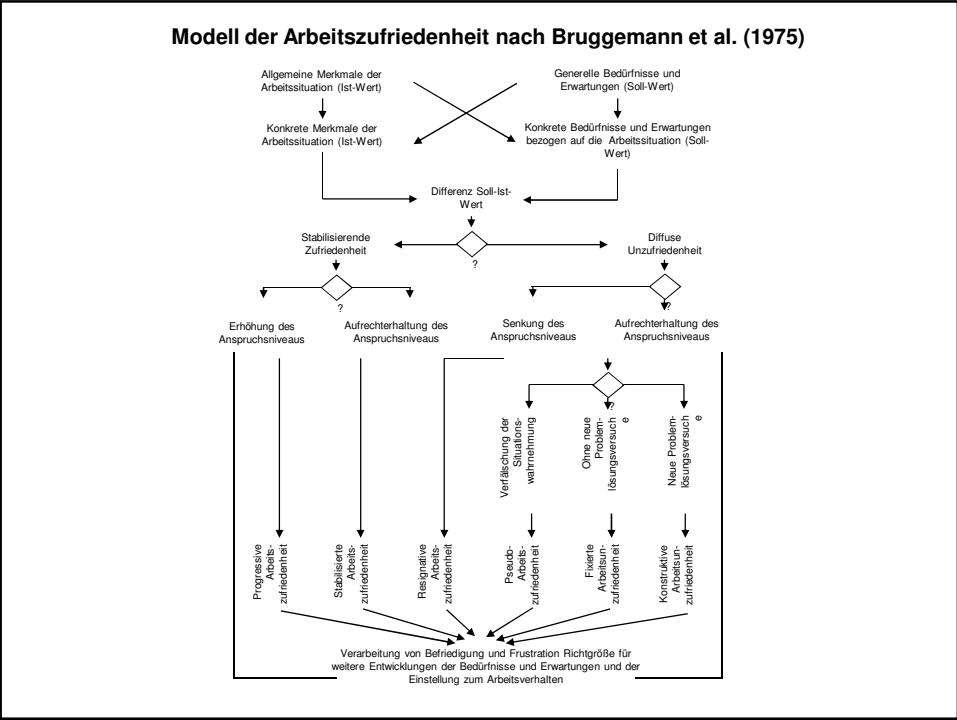 Modell der Arbeitszufriedenheit nach Bruggemann et al. (1975)
Allgemeine Merkmale der
Arbeitssituation (Ist-Wert)
Generelle Bedürfnisse und
Erwartungen (Soll-Wert)
Konkrete Merkmale der
Arbeitssituation (Ist-Wert)
Konkrete Bedürfnisse und Erwartungen
bezogen auf die Arbeitssituation (Soll-
Wert)
Differenz Soll-Ist-
Wert
?
Stabilisierende
Zufriedenheit
Diffuse
Unzufriedenheit
?
?
Erhöhung des
Anspruchsniveaus
Aufrechterhaltung des
Anspruchsniveaus
Senkung des
Anspruchsniveaus
Aufrechterhaltung des
Anspruchsniveaus
?
Verfälschung der
Situations-
wahrnehmung
Ohne neue
Problem-
lösungsversuch
e
Neue Problem-
lösungsversuch
e
Progressive
Arbeits-
zufriedenheit
Stabilisierte
Arbeits-
zufriedenheit
Resignative
Arbeits-
zufriedenheit
Pseudo-
Arbeits-
zufriedenheit
Fixierte
Arbeitsun-
zufriedenheit
Konstruktive
Arbeitsun-
zufriedenheit
Verarbeitung von Befriedigung und Frustration Richtgröße für
weitere Entwicklungen der Bedürfnisse und Erwartungen und der
Einstellung zum Arbeitsverhalten